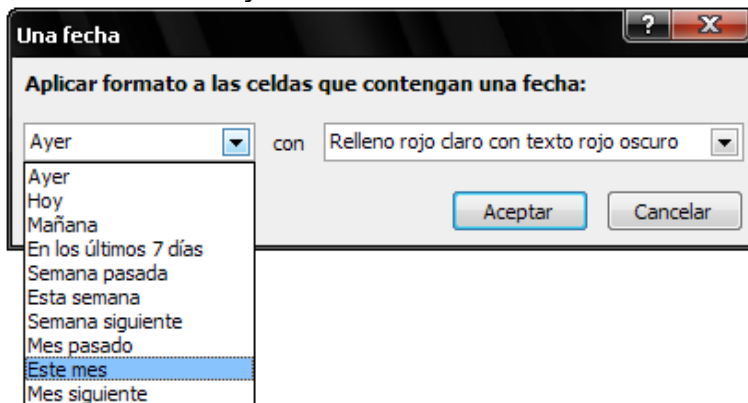 Una fecha
?
Aplicar formato a las celdas que contengan una fecha:
Ayer con Relleno rojo claro con texto rojo oscuro
Ayer
Hoy
Mañana
En los últimos 7 días
Semana pasada
Esta semana
Semana siguiente
Mes pasado
Este mes
Mes siguiente
Aceptar Cancelar